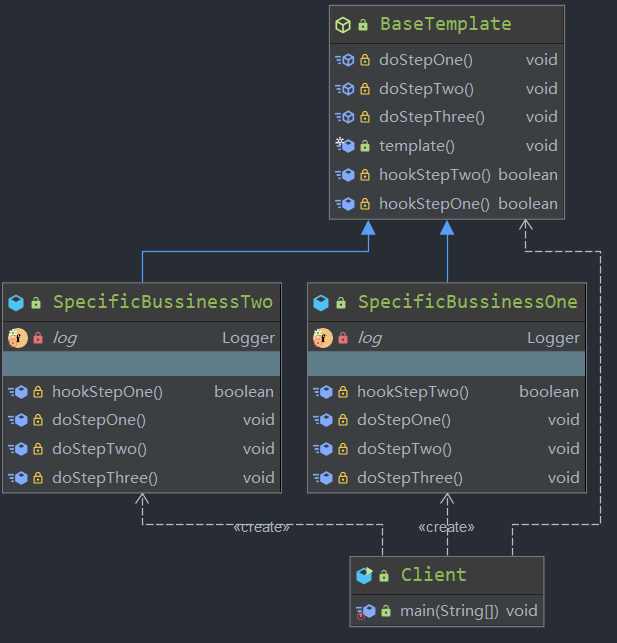 BaseTemplate
doStepOne() void
doStepTwo() void
doStepThree() void
template() void
hookStepTwo() boolean
hookStepOne() boolean
SpecificBussinessTwo
log Logger
hookStepOne() boolean
doStepOne() void
doStepTwo() void
doStepThree() void
SpecificBussinessOne
log Logger
hookStepTwo() boolean
doStepOne() void
doStepTwo() void
doStepThree() void
«create»
«create»
Client
main(String[]) void